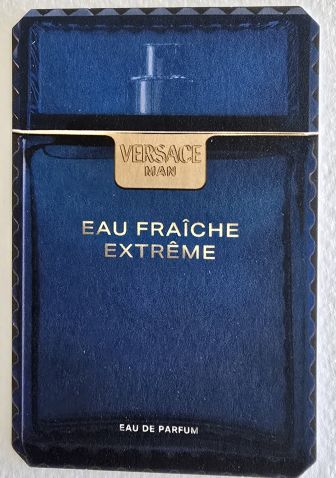 VERSACE
MAN
EAU FRAÎCHE
EXTRÊME
EAU DE PARFUM